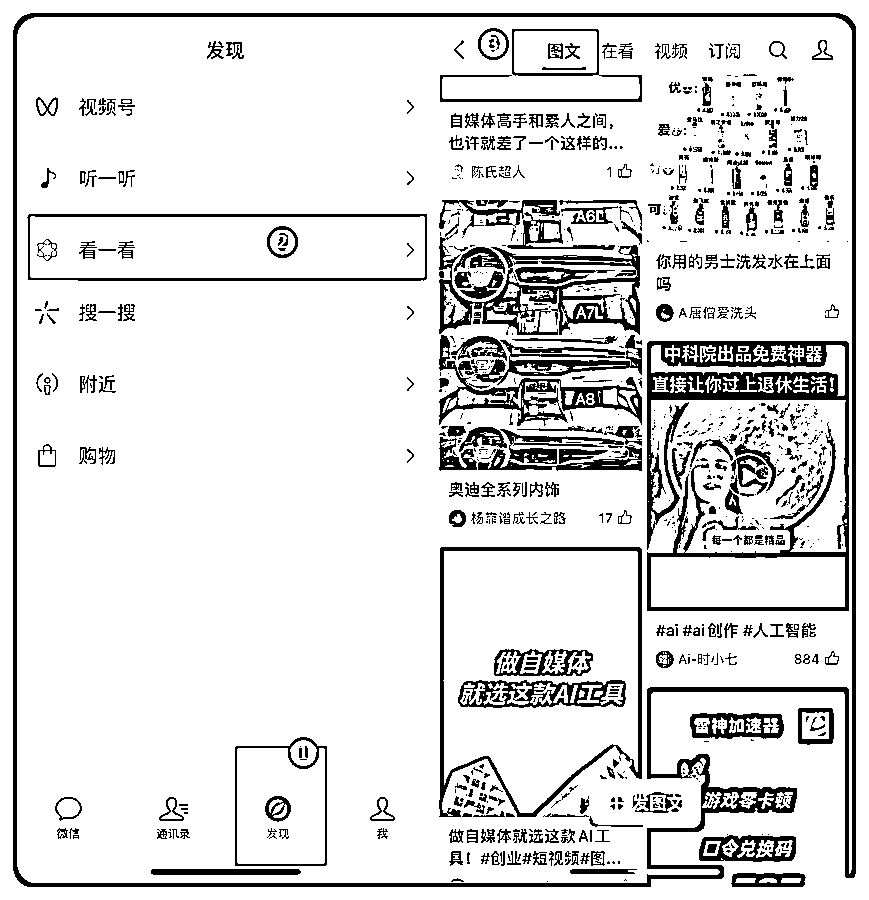 发现
视频号
听一听
看一看
2
搜一搜
附近
购物
微信
通讯录
发现
我
3
图文
在看
视频
订阅
自媒体高手和累人之间,
也许就差了一个这样的...
陈氏超人
1
A6L
A7L
A8
奥迪全系列内饰
杨靠谱成长之路
17
做自媒体
就选这款AI工具
做自媒体就选这款AI工
具！#创业#短视频#图...
你用的男士洗发水在上面
吗
A唐倍爱洗头
中科院出品免费神器
直接让你过上退休生活！
每一个都是精品
#ai #ai创作 #人工智能
Ai-时小七
884
雷神加速器
游戏零卡顿
口令兑换码
+ 发图文